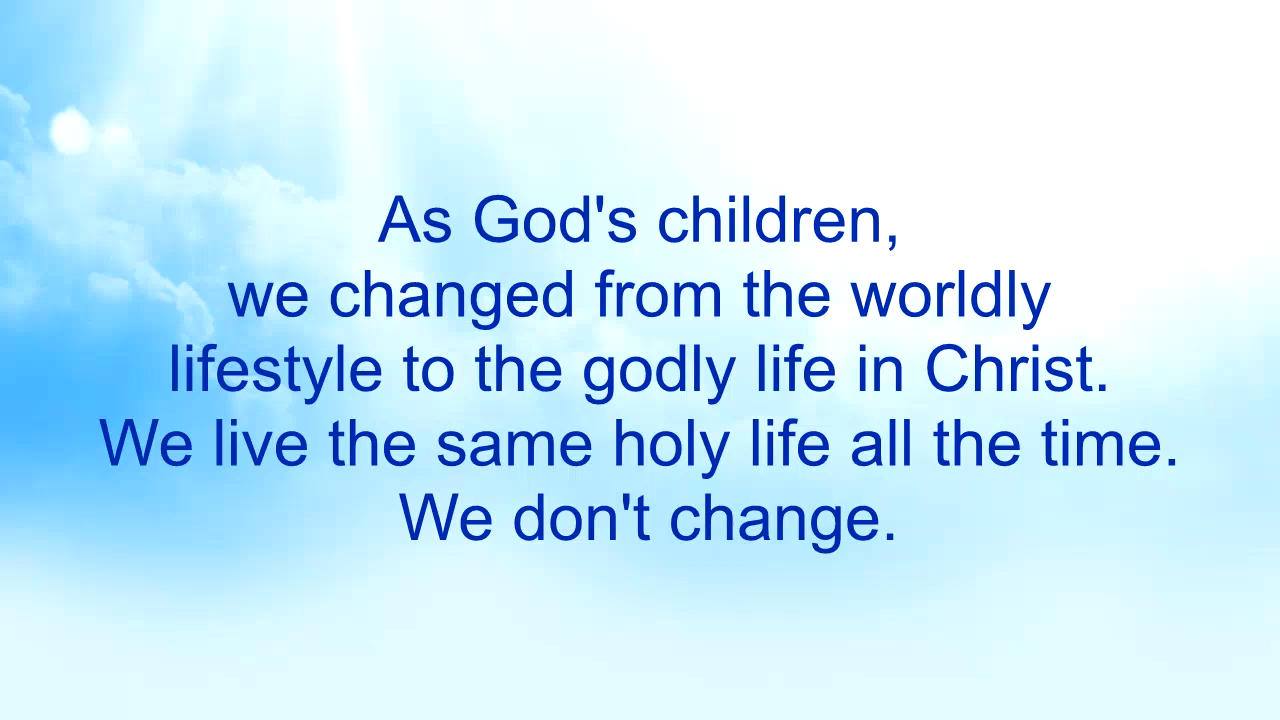 As God's children,
we changed from the worldly
lifestyle to the godly life in Christ.
We live the same holy life all the time.
We don't change.